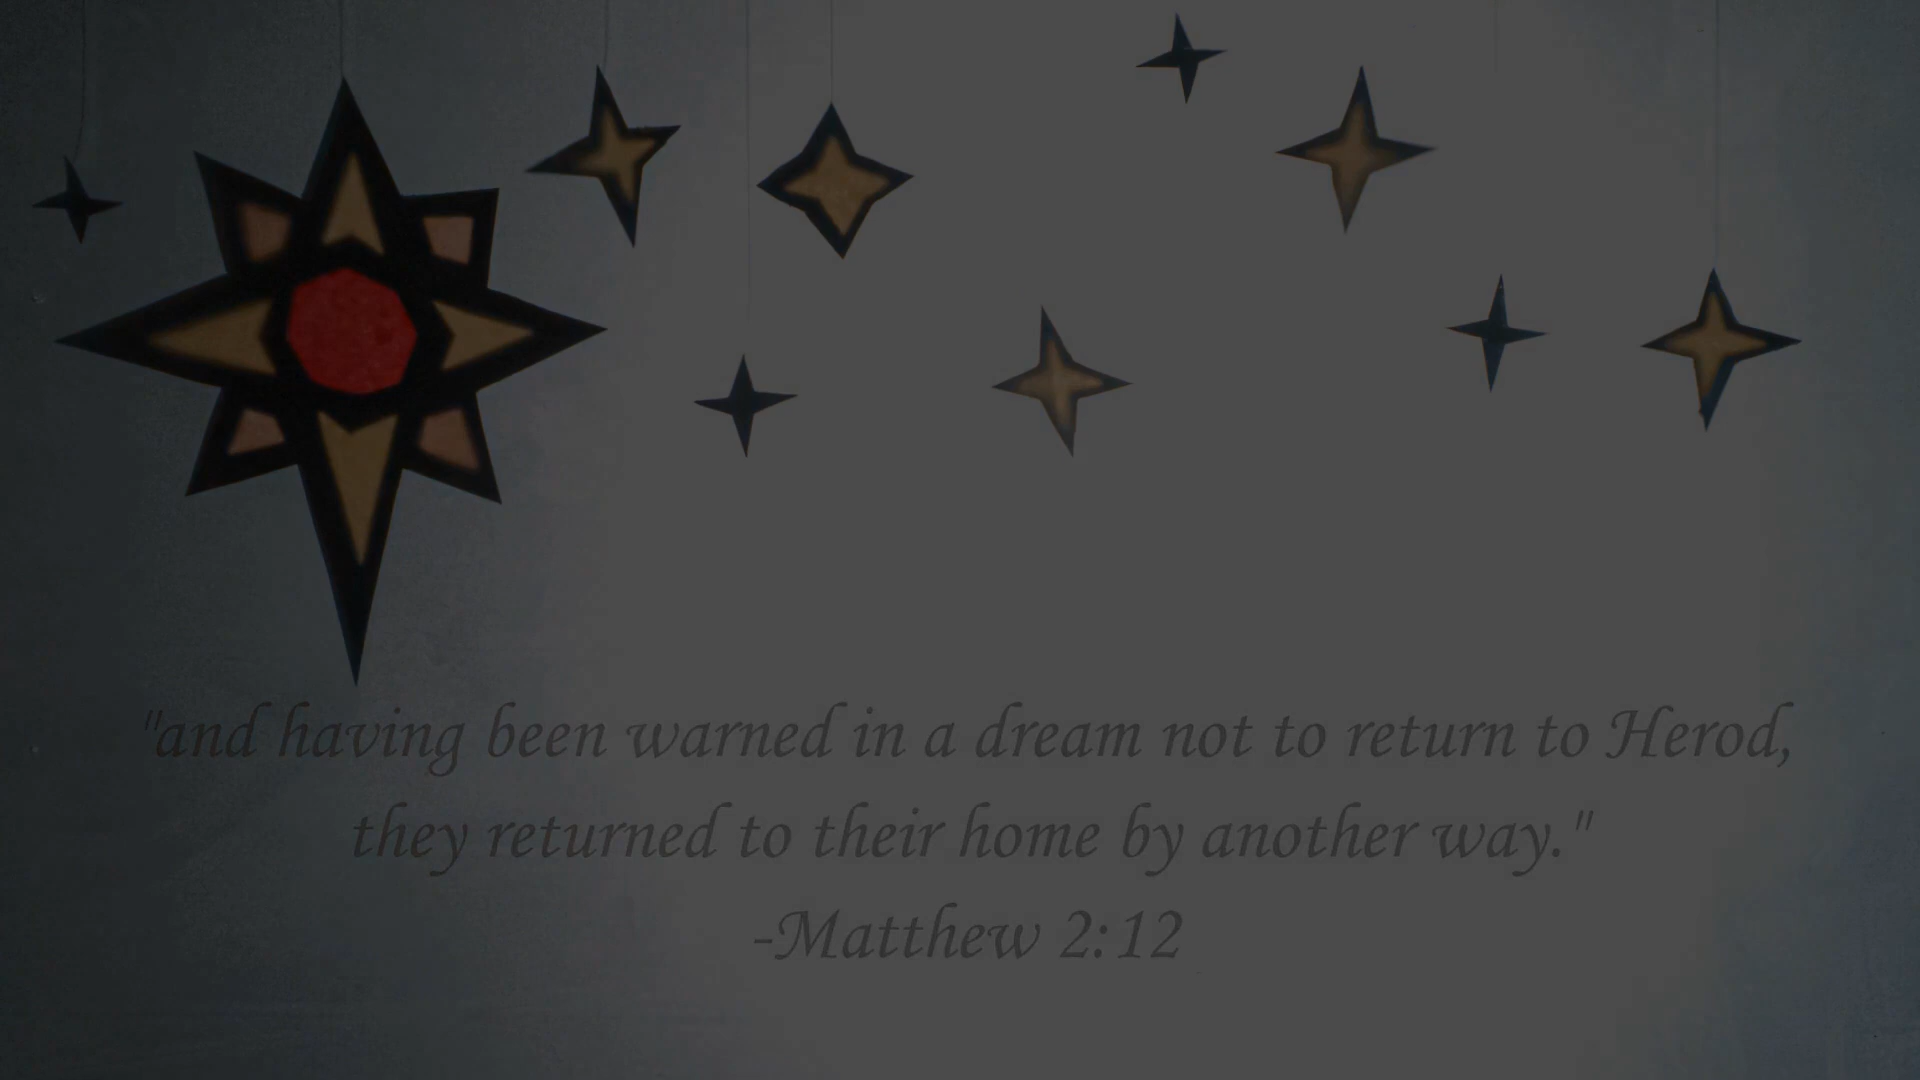 "and having been warned in a dream not to return to Herod,
they returned to their home by another way."
-Matthew 2:12